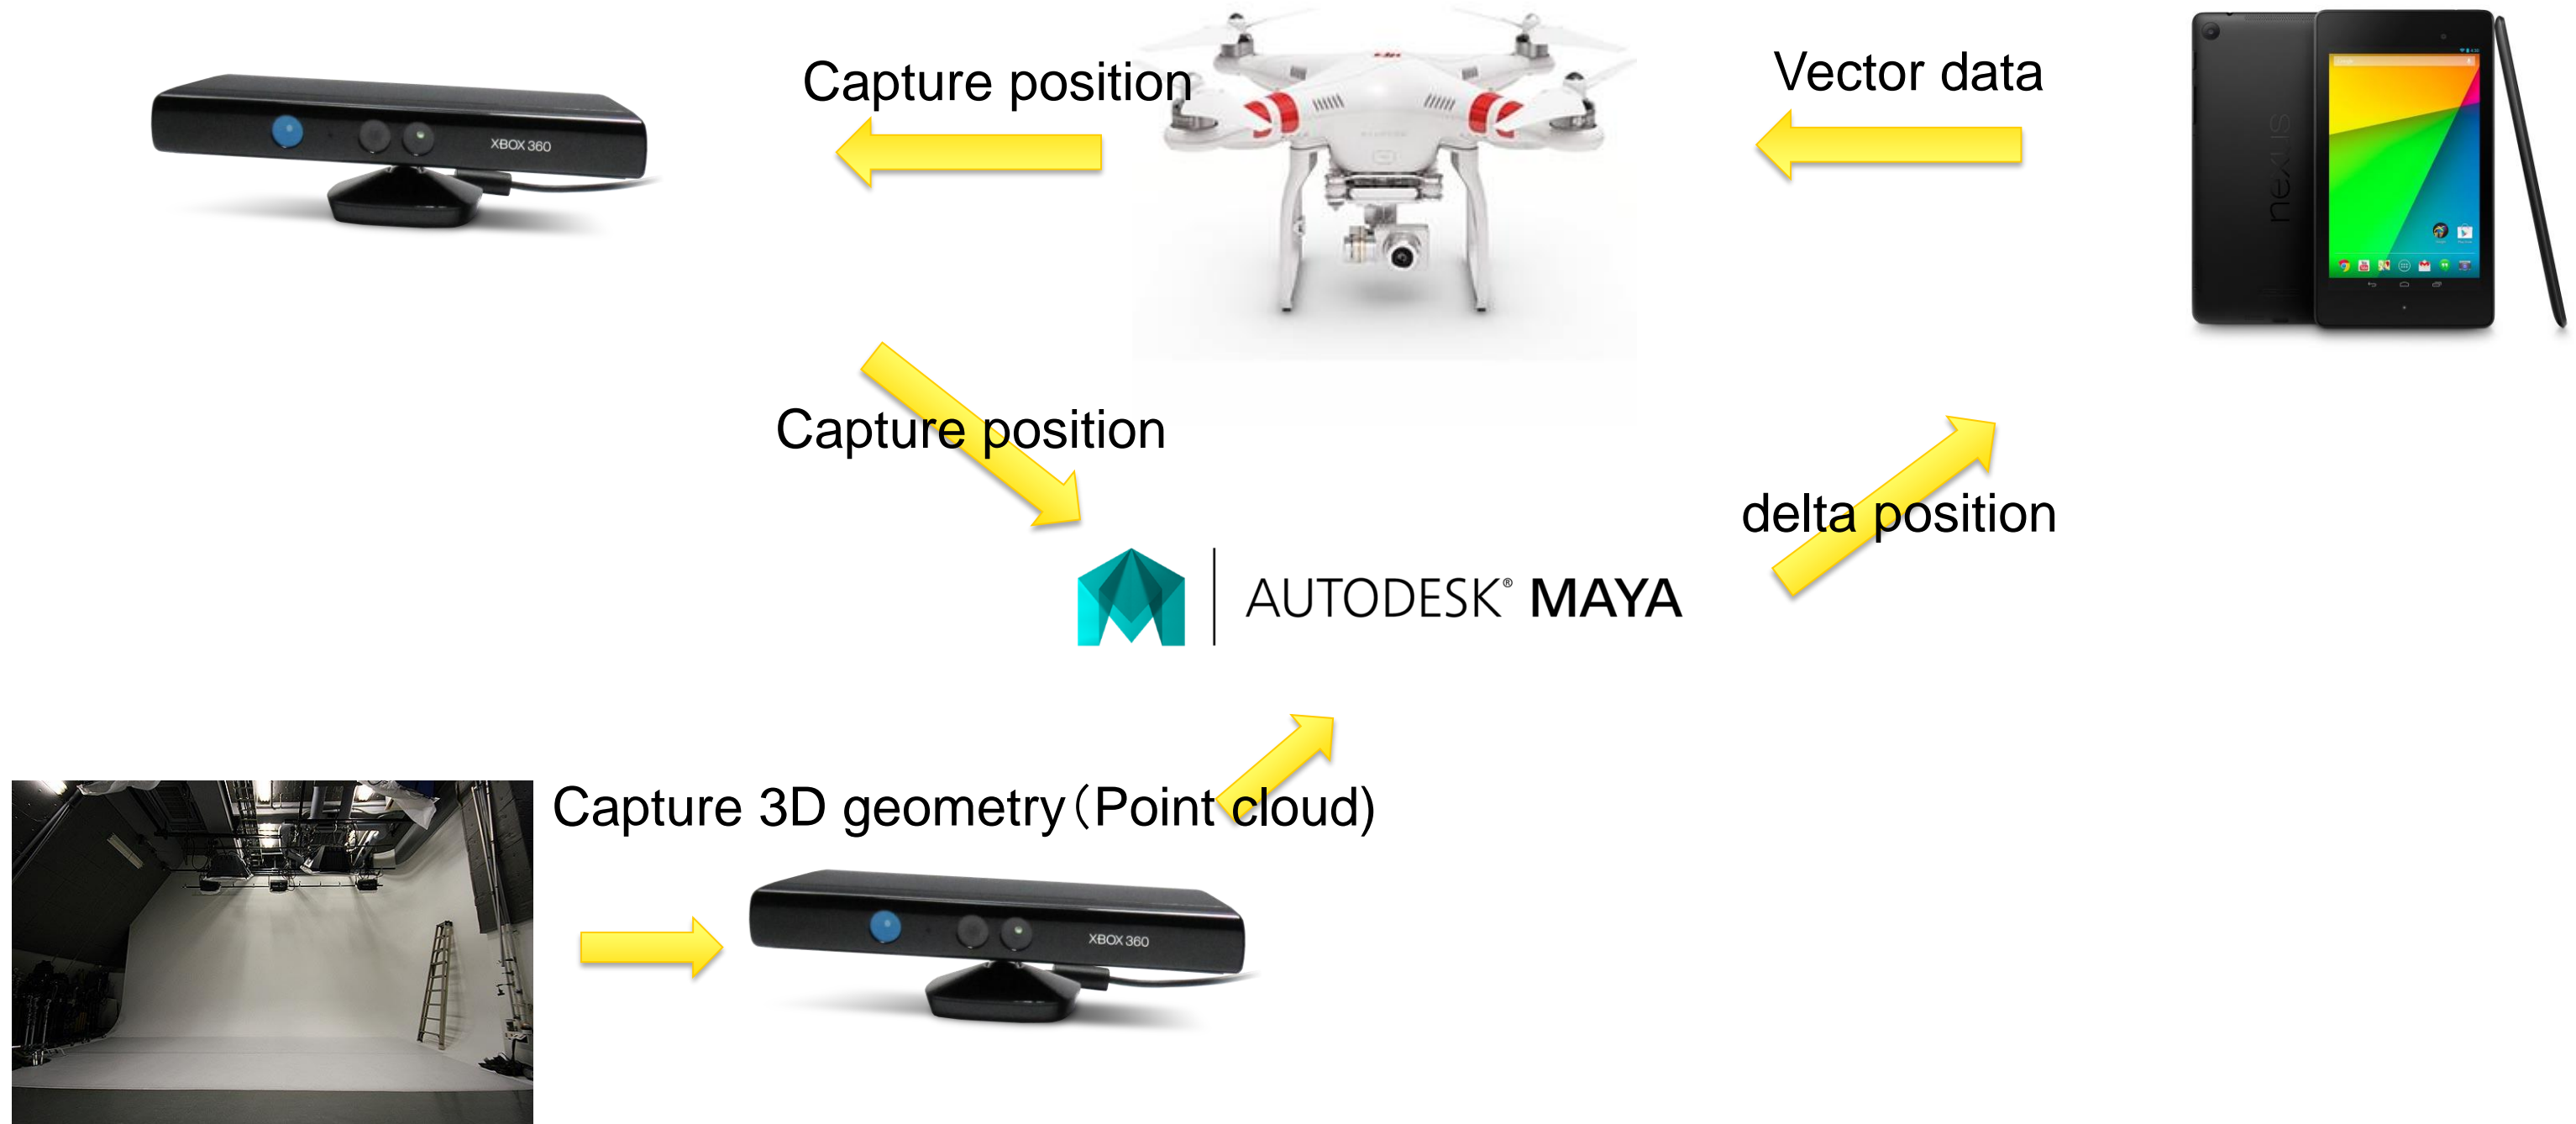 Capture position
Vector data
XBOX 360
nexus
Capture position
delta position
AUTODESK® MAYA
Capture 3D geometry（Point cloud)
XBOX 360